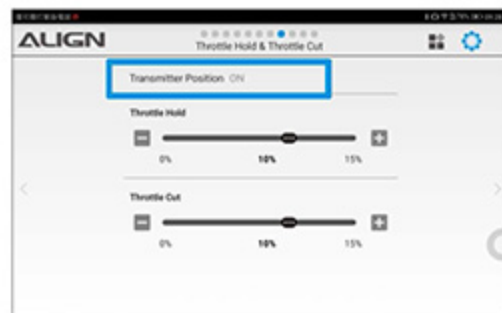 ALIGN
Throttle Hold & Throttle Cut
Transmitter Position ON
Throttle Hold
0% 10% 15%
Throttle Cut
0% 10% 15%